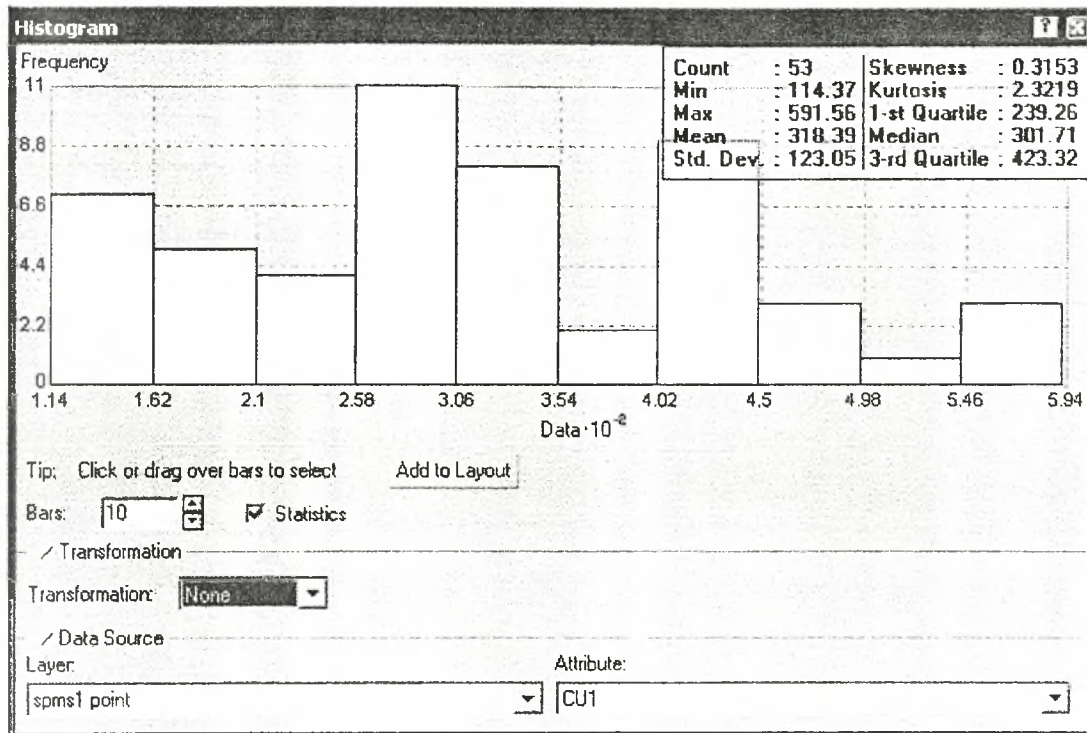 Histogram
Frequency
Count : 53 Skewness : 0.3153
Min : 114.37 Kurtosis : 2.3219
Max : 591.56 1-st Quartile : 239.26
Mean : 318.39 Median : 301.71
Std. Dev. : 123.05 3-rd Quartile : 423.32
11
8.8
6.6
4.4
2.2
0
1.14 1.62 2.1 2.58 3.06 3.54 4.02 4.5 4.98 5.46 5.94
Data·10⁻²
Tip: Click or drag over bars to select Add to Layout
Bars: 10 Statistics
Transformation
Transformation: None
Data Source
Layer: Attribute:
spms1 point CU1